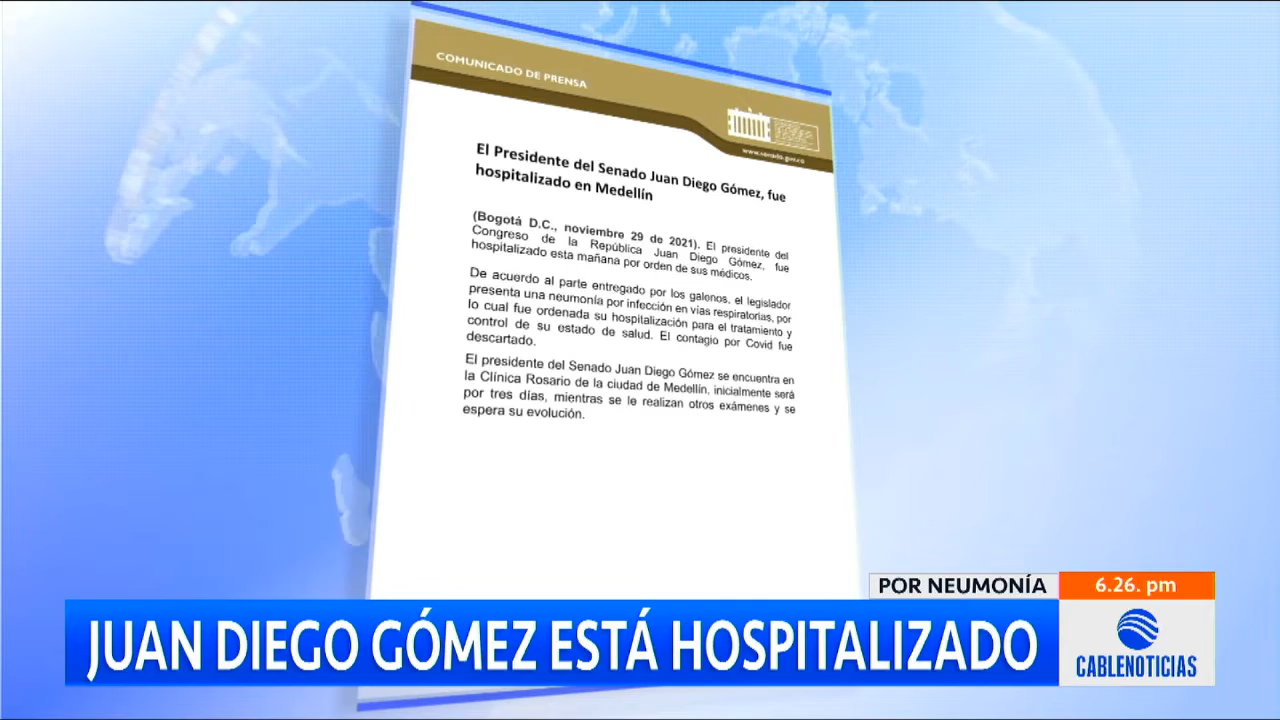 COMUNICADO DE PRENSA
www.senado.gov.co
El Presidente del Senado Juan Diego Gómez, fue
hospitalizado en Medellín
(Bogotá D.C., noviembre 29 de 2021). El presidente del
Congreso de la República Juan Diego Gómez, fue
hospitalizado esta mañana por orden de sus médicos.
De acuerdo al parte entregado por los galenos, el legislador
presenta una neumonía por infección en vías respiratorias, por
lo cual fue ordenada su hospitalización para el tratamiento y
control de su estado de salud. El contagio por Covid fue
descartado.
El presidente del Senado Juan Diego Gómez se encuentra en
la Clínica Rosario de la ciudad de Medellín, inicialmente será
por tres días, mientras se le realizan otros exámenes y se
espera su evolución.
POR NEUMONÍA
6.26. pm
JUAN DIEGO GÓMEZ ESTÁ HOSPITALIZADO
CABLENOTICIAS